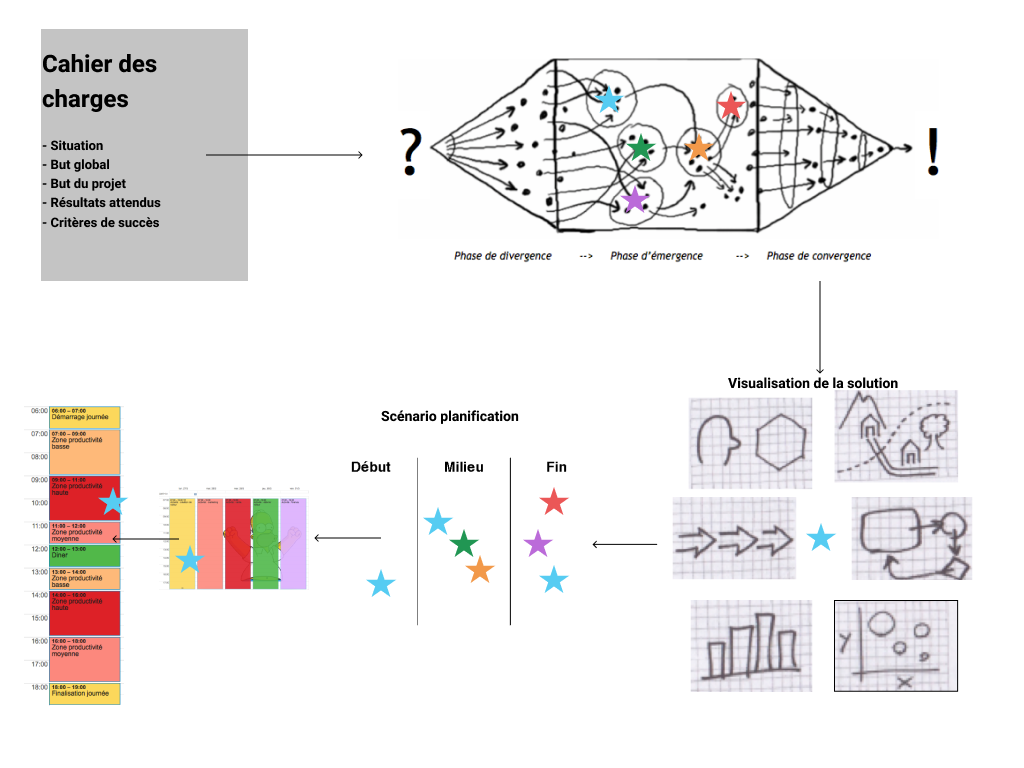 Cahier des
charges
- Situation
- But global
- But du projet
- Résultats attendus
- Critères de succès
?
!
Phase de divergence --> Phase d'émergence --> Phase de convergence
Visualisation de la solution
Scénario planification
Début
Milieu
Fin
06:00
06:00 – 07:00
Démarrage journée
07:00
07:00 – 09:00
Zone productivité
basse
08:00
09:00
09:00 – 11:00
Zone productivité
haute
10:00
11:00
11:00 – 12:00
Zone productivité
moyenne
12:00
12:00 – 13:00
Diner
13:00
13:00 – 14:00
Zone productivité
basse
14:00
14:00 – 16:00
Zone productivité
haute
15:00
16:00
16:00 – 18:00
Zone productivité
moyenne
17:00
18:00
18:00 – 19:00
Finalisation journée
Y
X